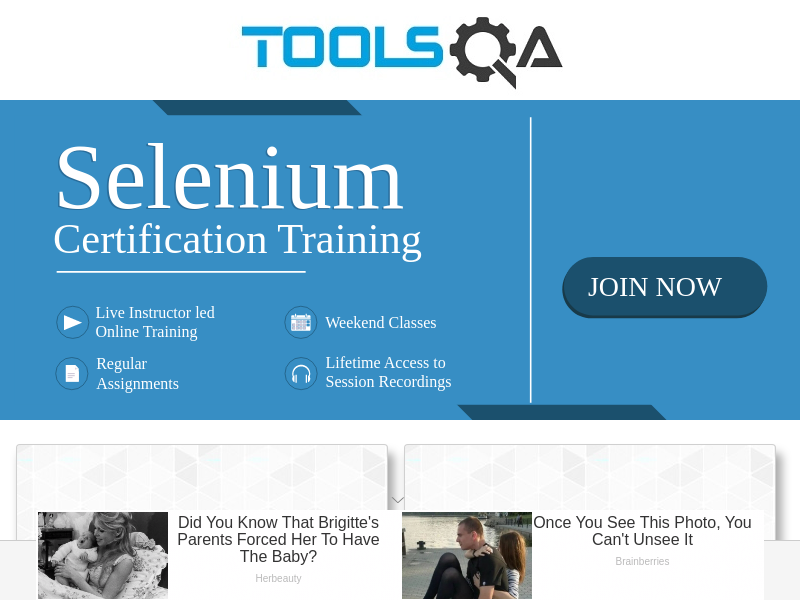 TOOLSQA
Selenium
Certification Training
JOIN NOW
Live Instructor led
Online Training
Weekend Classes
Regular
Assignments
Lifetime Access to
Session Recordings
Did You Know That Brigitte's
Parents Forced Her To Have
The Baby?
Herbeauty
Once You See This Photo, You
Can't Unsee It
Brainberries